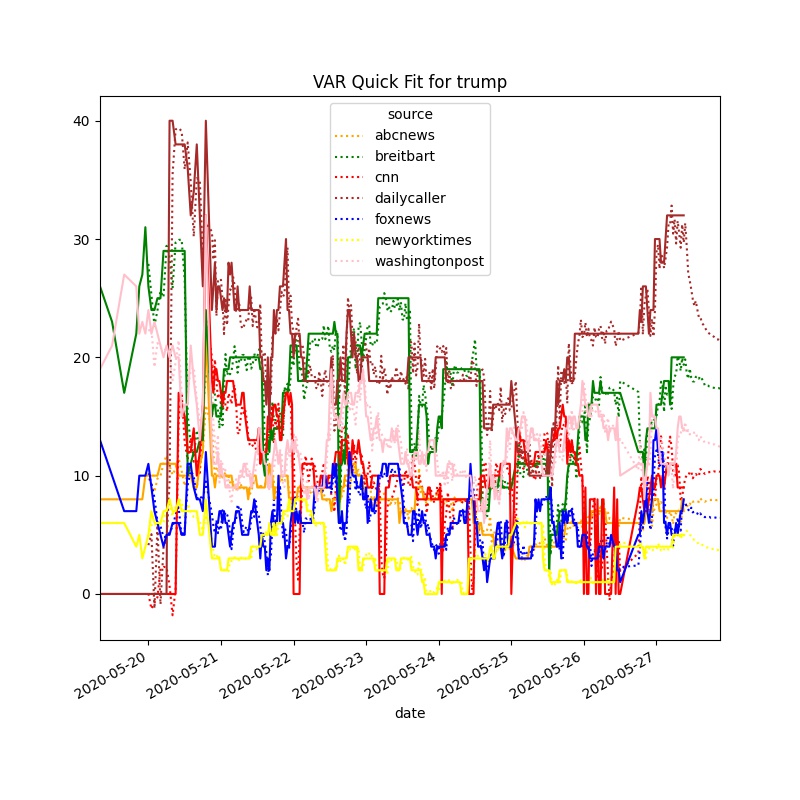 VAR Quick Fit for trump
source
abcnews
breitbart
cnn
dailycaller
foxnews
newyorktimes
washingtonpost
40
30
20
10
0
2020-05-20
2020-05-21
2020-05-22
2020-05-23
2020-05-24
2020-05-25
2020-05-26
2020-05-27
date